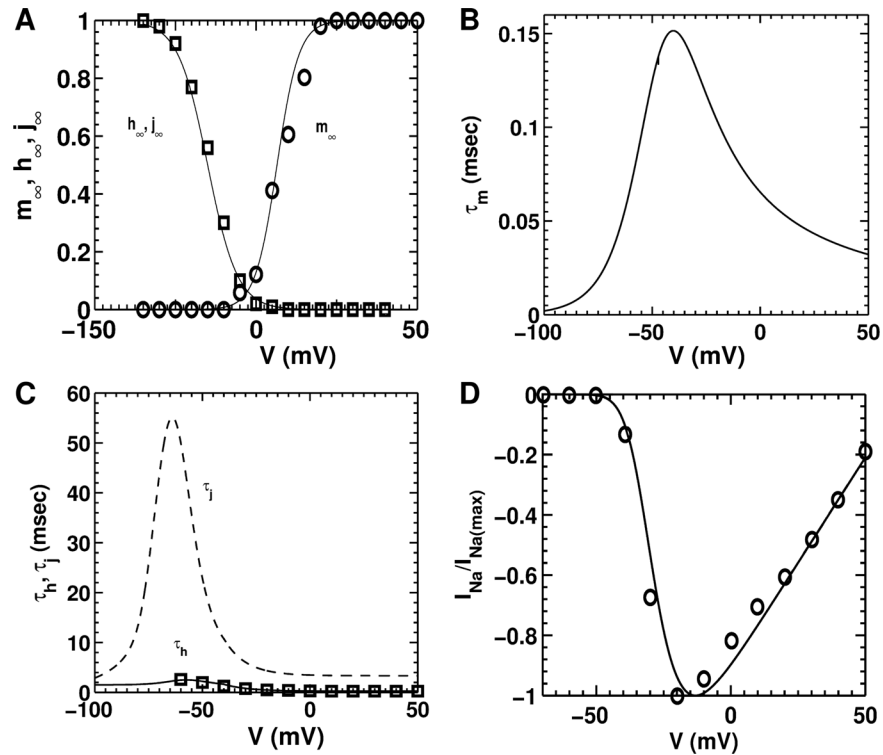 A
1
0.8
0.6
0.4
0.2
0
m∞, h∞, j∞
h∞, j∞
m∞
−150
0
50
V (mV)
B
0.15
0.1
0.05
0
τm (msec)
−100
−50
0
50
V (mV)
C
60
50
40
30
20
10
0
τh, τj (msec)
τj
τh
−100
−50
0
50
V (mV)
D
0
−0.2
−0.4
−0.6
−0.8
−1
INa/INa(max)
−50
0
50
V (mV)